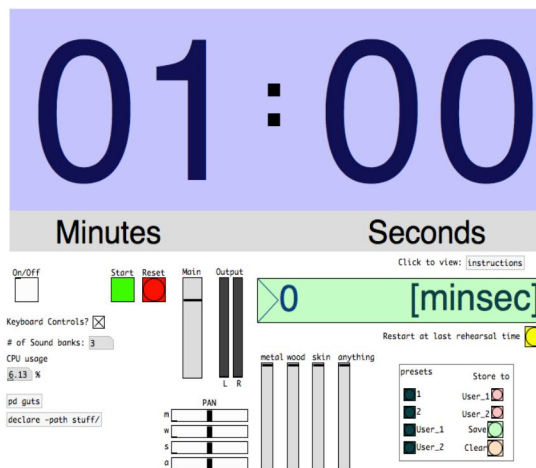 01:00
Minutes Seconds
Click to view: instructions
On/Off Start Reset Main Output
0 [minsec]
Keyboard Controls?
Restart at last rehearsal time
# of Sound banks: 3
CPU usage
6.13 %
L R
metal wood skin anything
pd guts
declare -path stuff/
PAN
m
w
s
a
presets Store to
1 User_1
2 User_2
User_1 Save
User_2 Clear